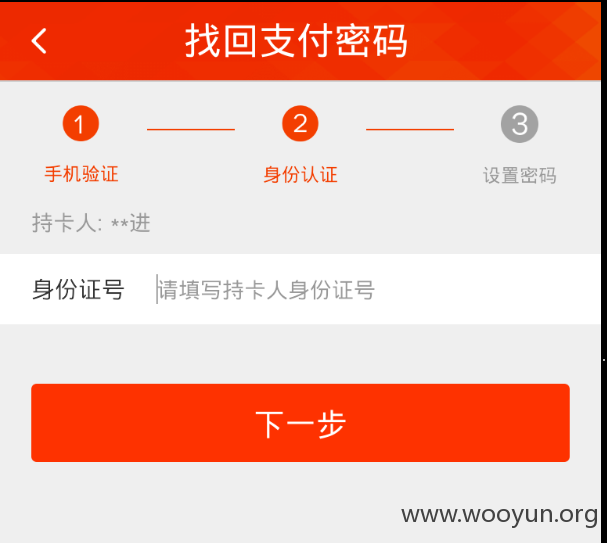 找回支付密码
1 2 3
手机验证 身份认证 设置密码
持卡人: **进
身份证号 请填写持卡人身份证号
下一步
www.wooyun.org